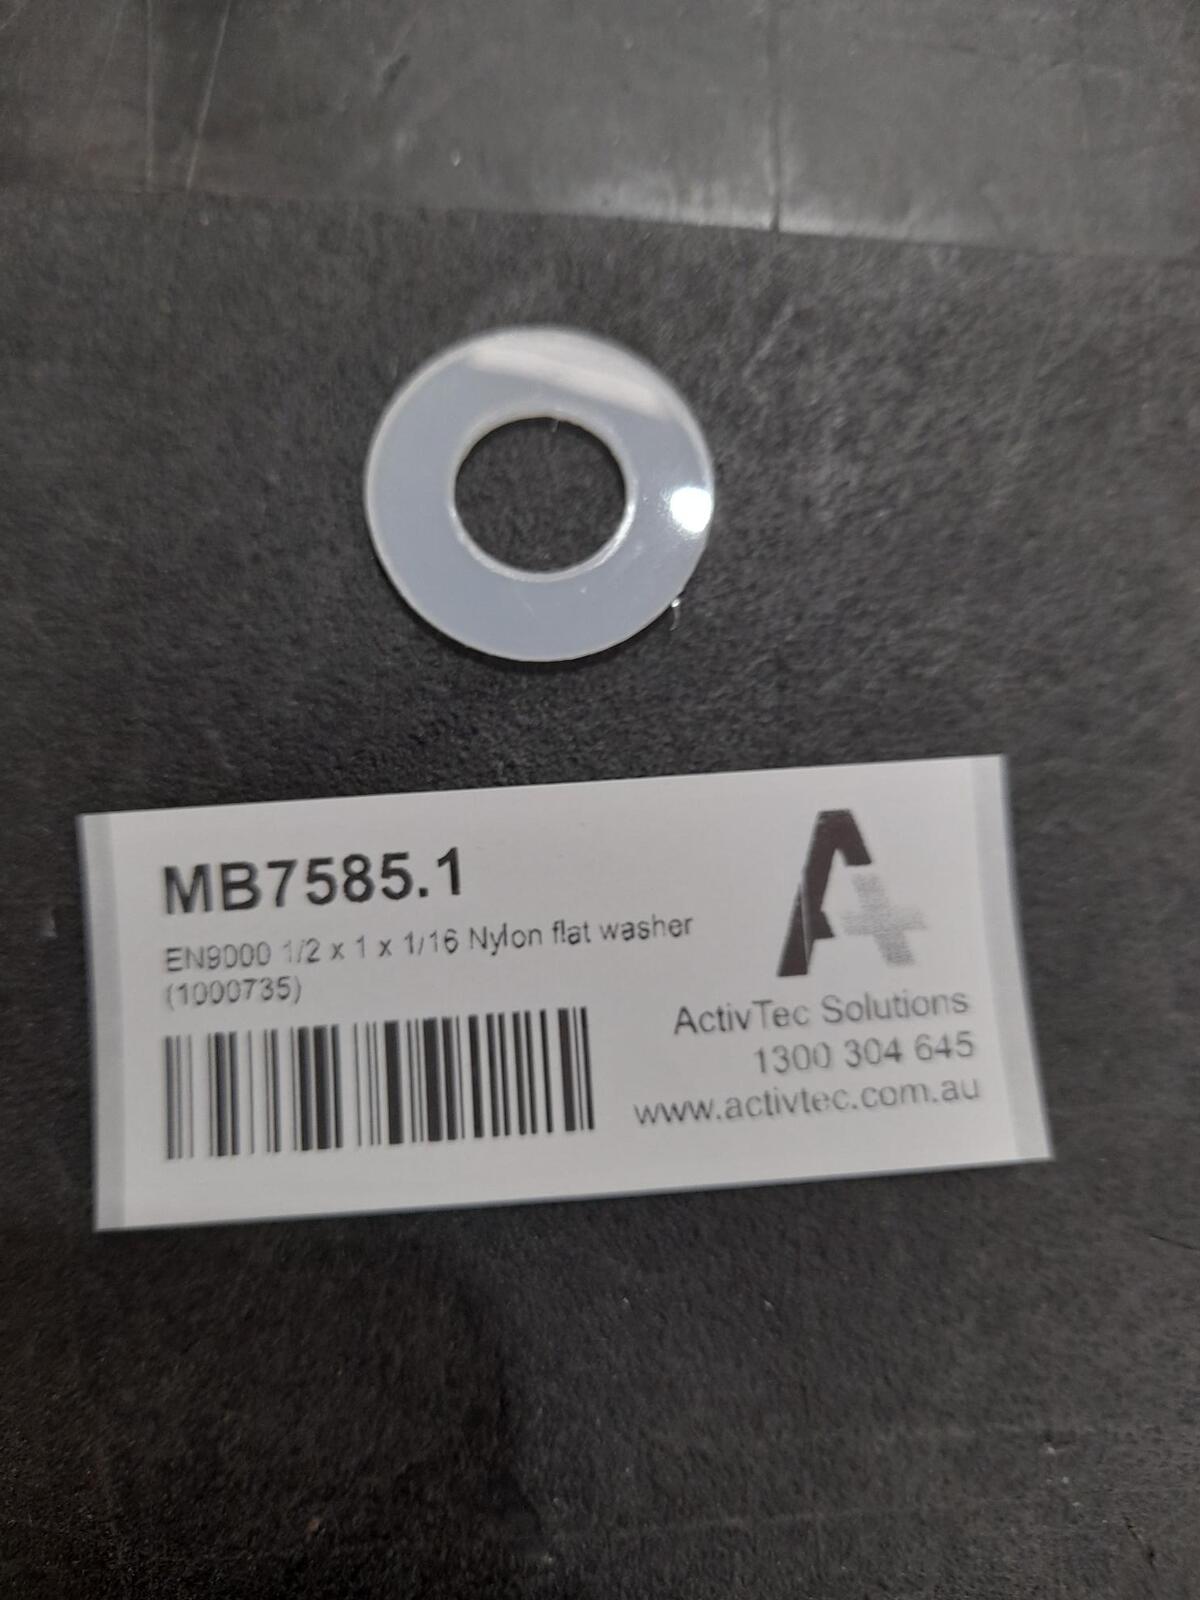 MB7585.1
EN9000 1/2 x 1 x 1/16 Nylon flat washer
(1000735)
A+
ActivTec Solutions
1300 304 645
www.activtec.com.au